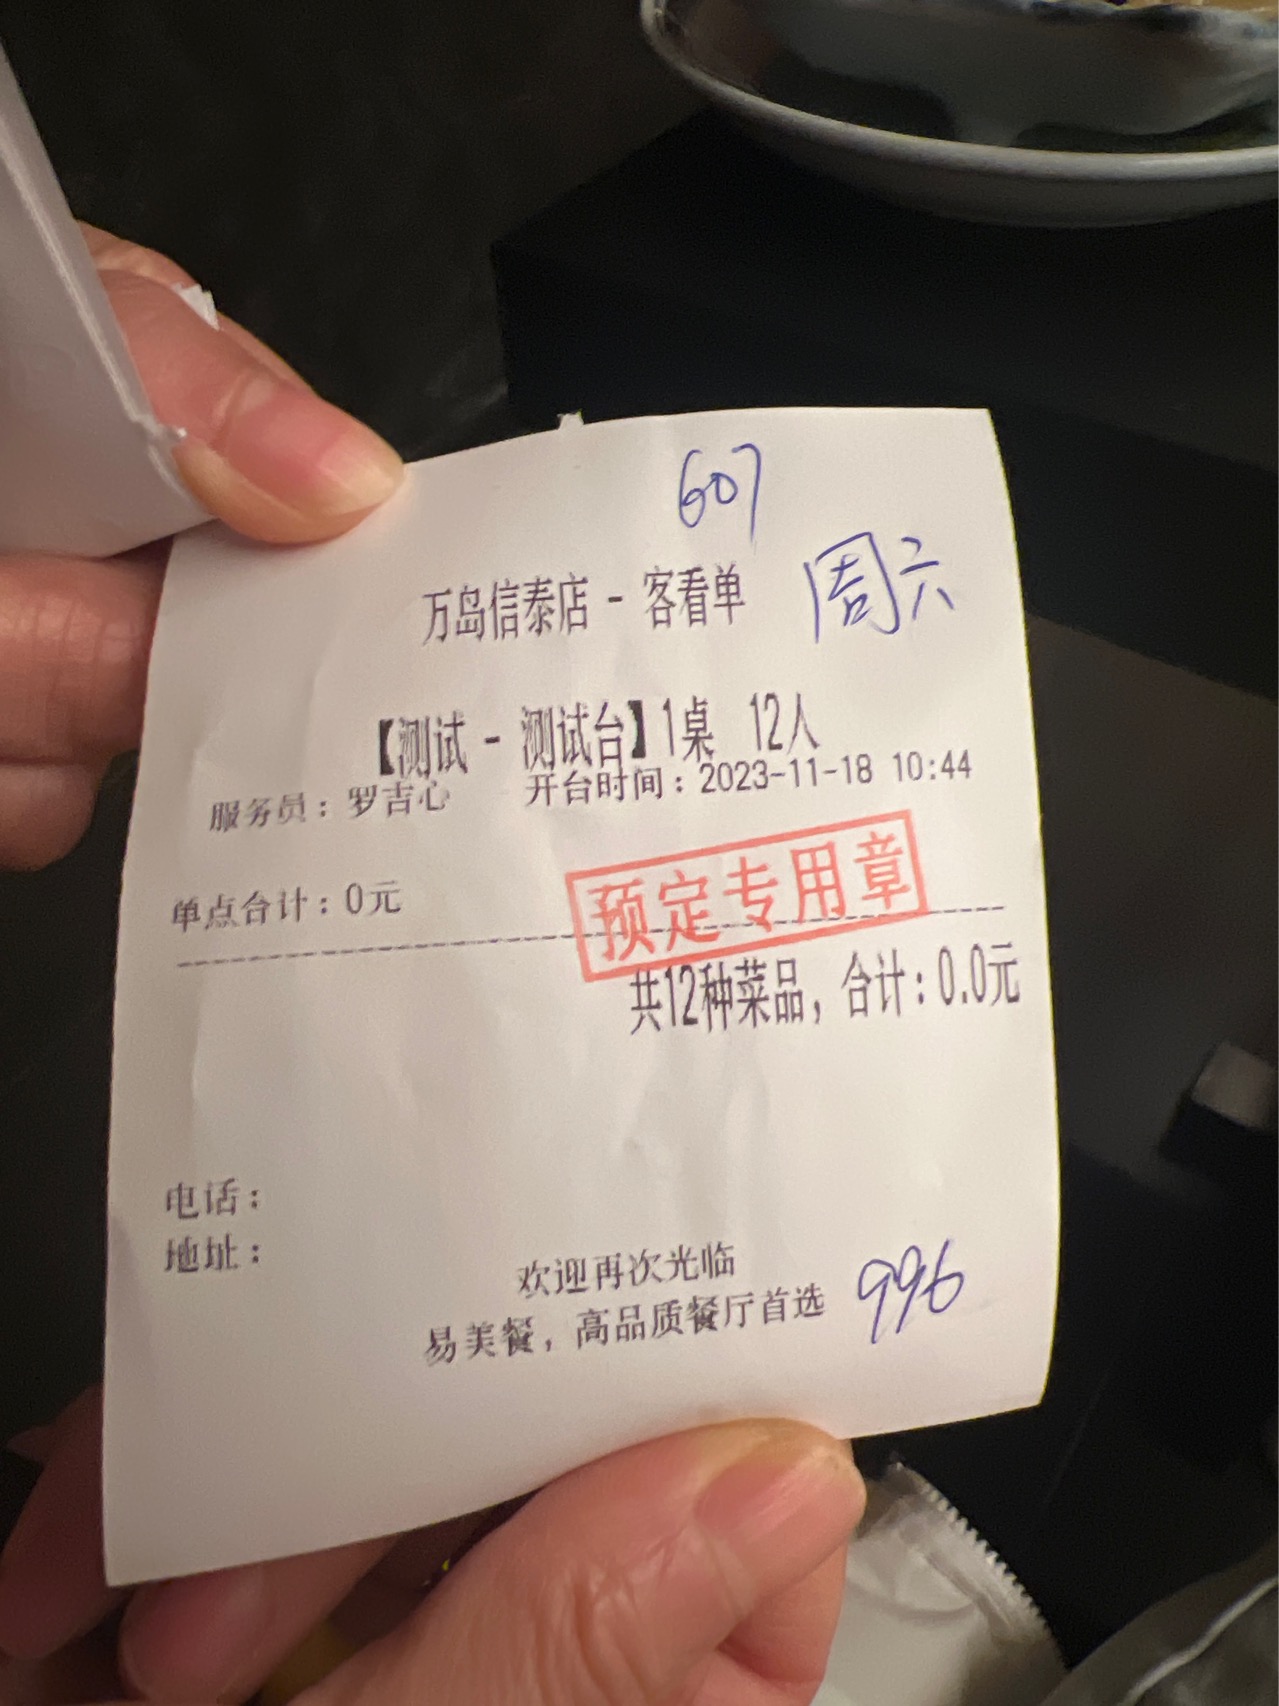 607
万岛信泰店 - 客看单 周六
【测试 - 测试台】1桌 12人
服务员：罗吉心 开台时间：2023-11-18 10:44
单点合计：0元
预定专用章
共12种菜品，合计：0.0元
电话：
地址：
欢迎再次光临
易美餐，高品质餐厅首选 996